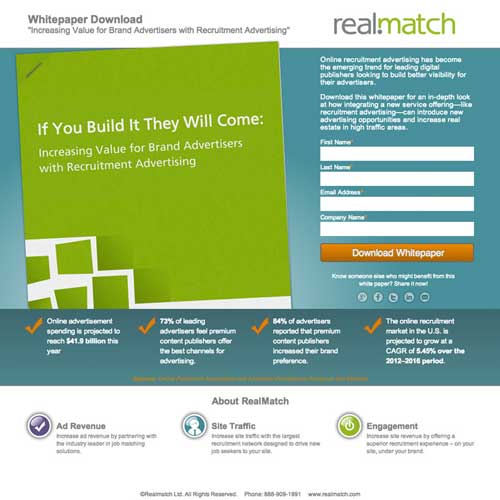 Whitepaper Download
"Increasing Value for Brand Advertisers with Recruitment Advertising"
realmatch
If You Build It They Will Come:
Increasing Value for Brand Advertisers
with Recruitment Advertising
Online recruitment advertising has become
the emerging trend for leading digital
publishers looking to build better visibility for
their advertisers.
Download this whitepaper for an in-depth look
at how integrating a new service offering—like
recruitment advertising—can introduce new
advertising opportunities and increase real
estate in high traffic areas.
First Name*
Last Name*
Email Address*
Company Name*
Download Whitepaper
Know someone else who might benefit from this
white paper? Share it now!
Online advertisement
spending is projected to
reach $41.9 billion this
year
73% of leading
advertisers feel premium
content publishers offer
the best channels for
advertising.
84% of advertisers
reported that premium
content publishers
increased their brand
preference.
The online recruitment
market in the U.S. is
projected to grow at a
CAGR of 5.45% over the
2012–2016 period.
About RealMatch
Ad Revenue
Increase ad revenue by partnering with
the industry leader in job matching
solutions.
Site Traffic
Increase site traffic with the largest
recruitment network designed to drive new
job seekers to your site.
Engagement
Increase site revenue by offering a
superior recruitment experience – on your
site, under your brand.
©Realmatch Ltd. All Rights Reserved. Phone: 888-909-1991 www.realmatch.com